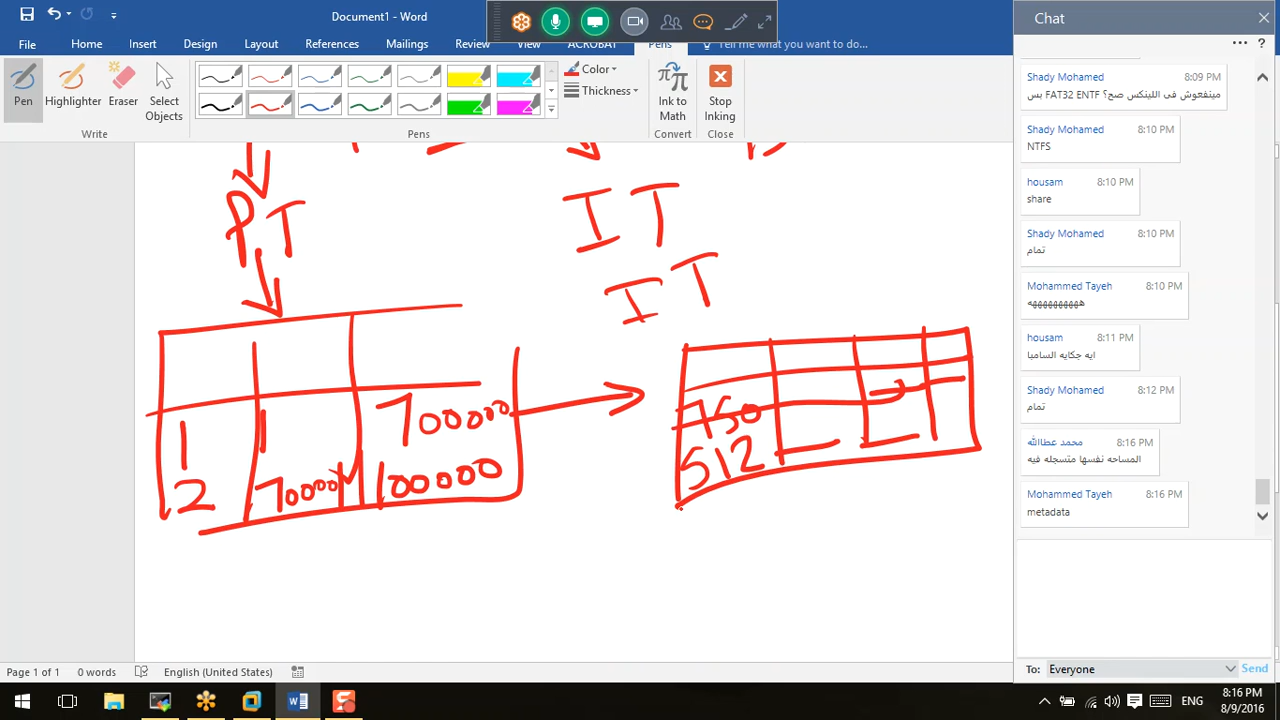 Document1 - Word
File Home Insert Design Layout References Mailings Review View ACROBAT Pens Tell me what you want to do...
Pen
Highlighter
Eraser
Select Objects
Color
Thickness
Ink to Math
Stop Inking
Write
Pens
Convert
Close
PT
IT
IT
1 1 700000
2 700001 100000
750
512
Chat
Shady Mohamed 8:09 PM
مينفعوش فى اللينكس صح؟ FAT32 ENTF بس
Shady Mohamed 8:10 PM
NTFS
housam 8:10 PM
share
Shady Mohamed 8:10 PM
تمام
Mohammed Tayeh 8:10 PM
housam 8:11 PM
ايه حكايه السامبا
Shady Mohamed 8:12 PM
تمام
محمد عطاالله 8:16 PM
المساحه نفسها متسجله فيه
Mohammed Tayeh 8:16 PM
metadata
To: Everyone Send
Page 1 of 1 0 words English (United States)
ENG
8:16 PM
8/9/2016